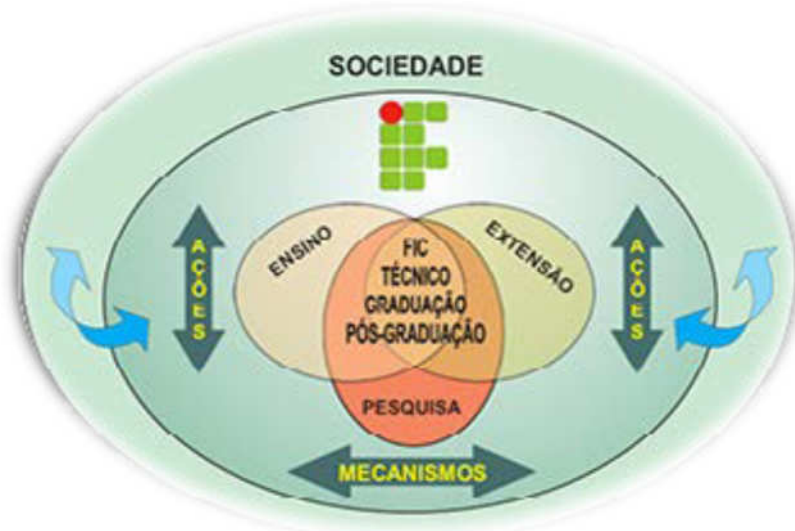 SOCIEDADE
ENSINO
EXTENSÃO
FIC
TÉCNICO
GRADUAÇÃO
PÓS-GRADUAÇÃO
AÇÕES
AÇÕES
PESQUISA
MECANISMOS